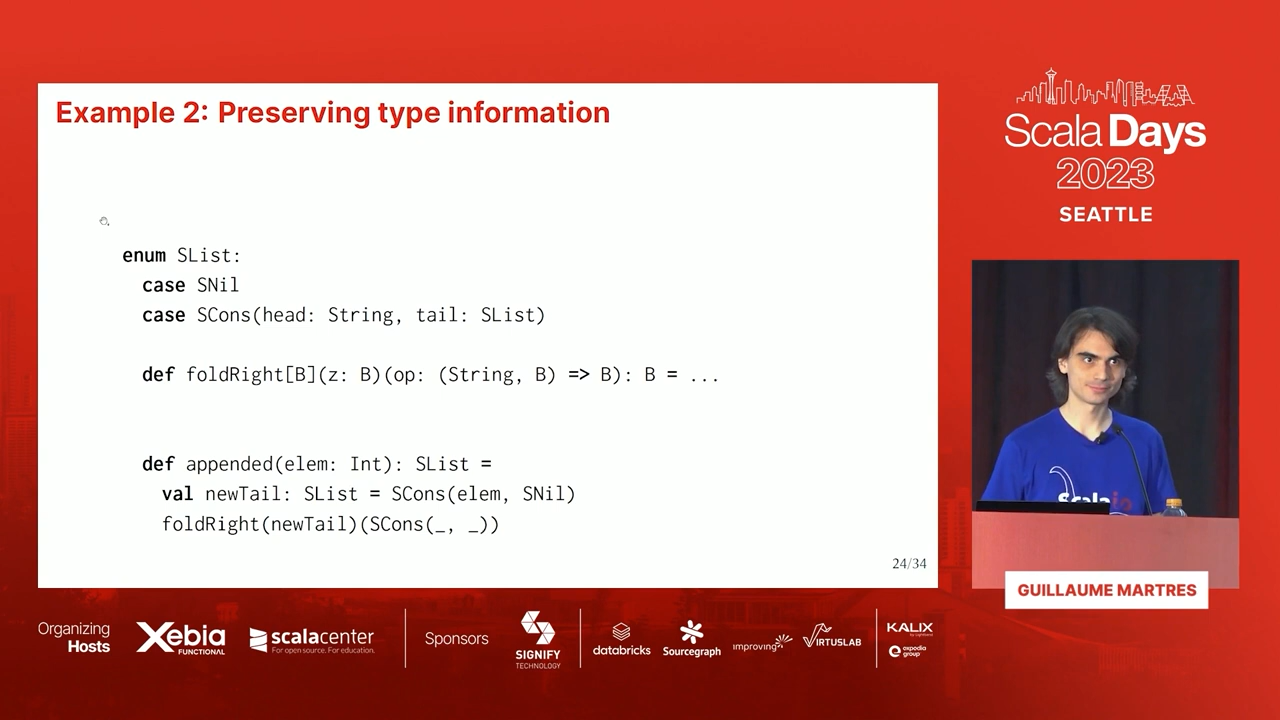 Example 2: Preserving type information
enum SList:
case SNil
case SCons(head: String, tail: SList)
def foldRight[B](z: B)(op: (String, B) => B): B = ...
def appended(elem: Int): SList =
val newTail: SList = SCons(elem, SNil)
foldRight(newTail)(SCons(_, _))
24/34
Scala Days
2023
SEATTLE
Scala
GUILLAUME MARTRES
Organizing
Hosts
Xebia
FUNCTIONAL
scalacenter
For open source. For education.
Sponsors
SIGNIFY
TECHNOLOGY
databricks
Sourcegraph
improving
VIRTUSLAB
KALIX
by Lightbend
expedia
group